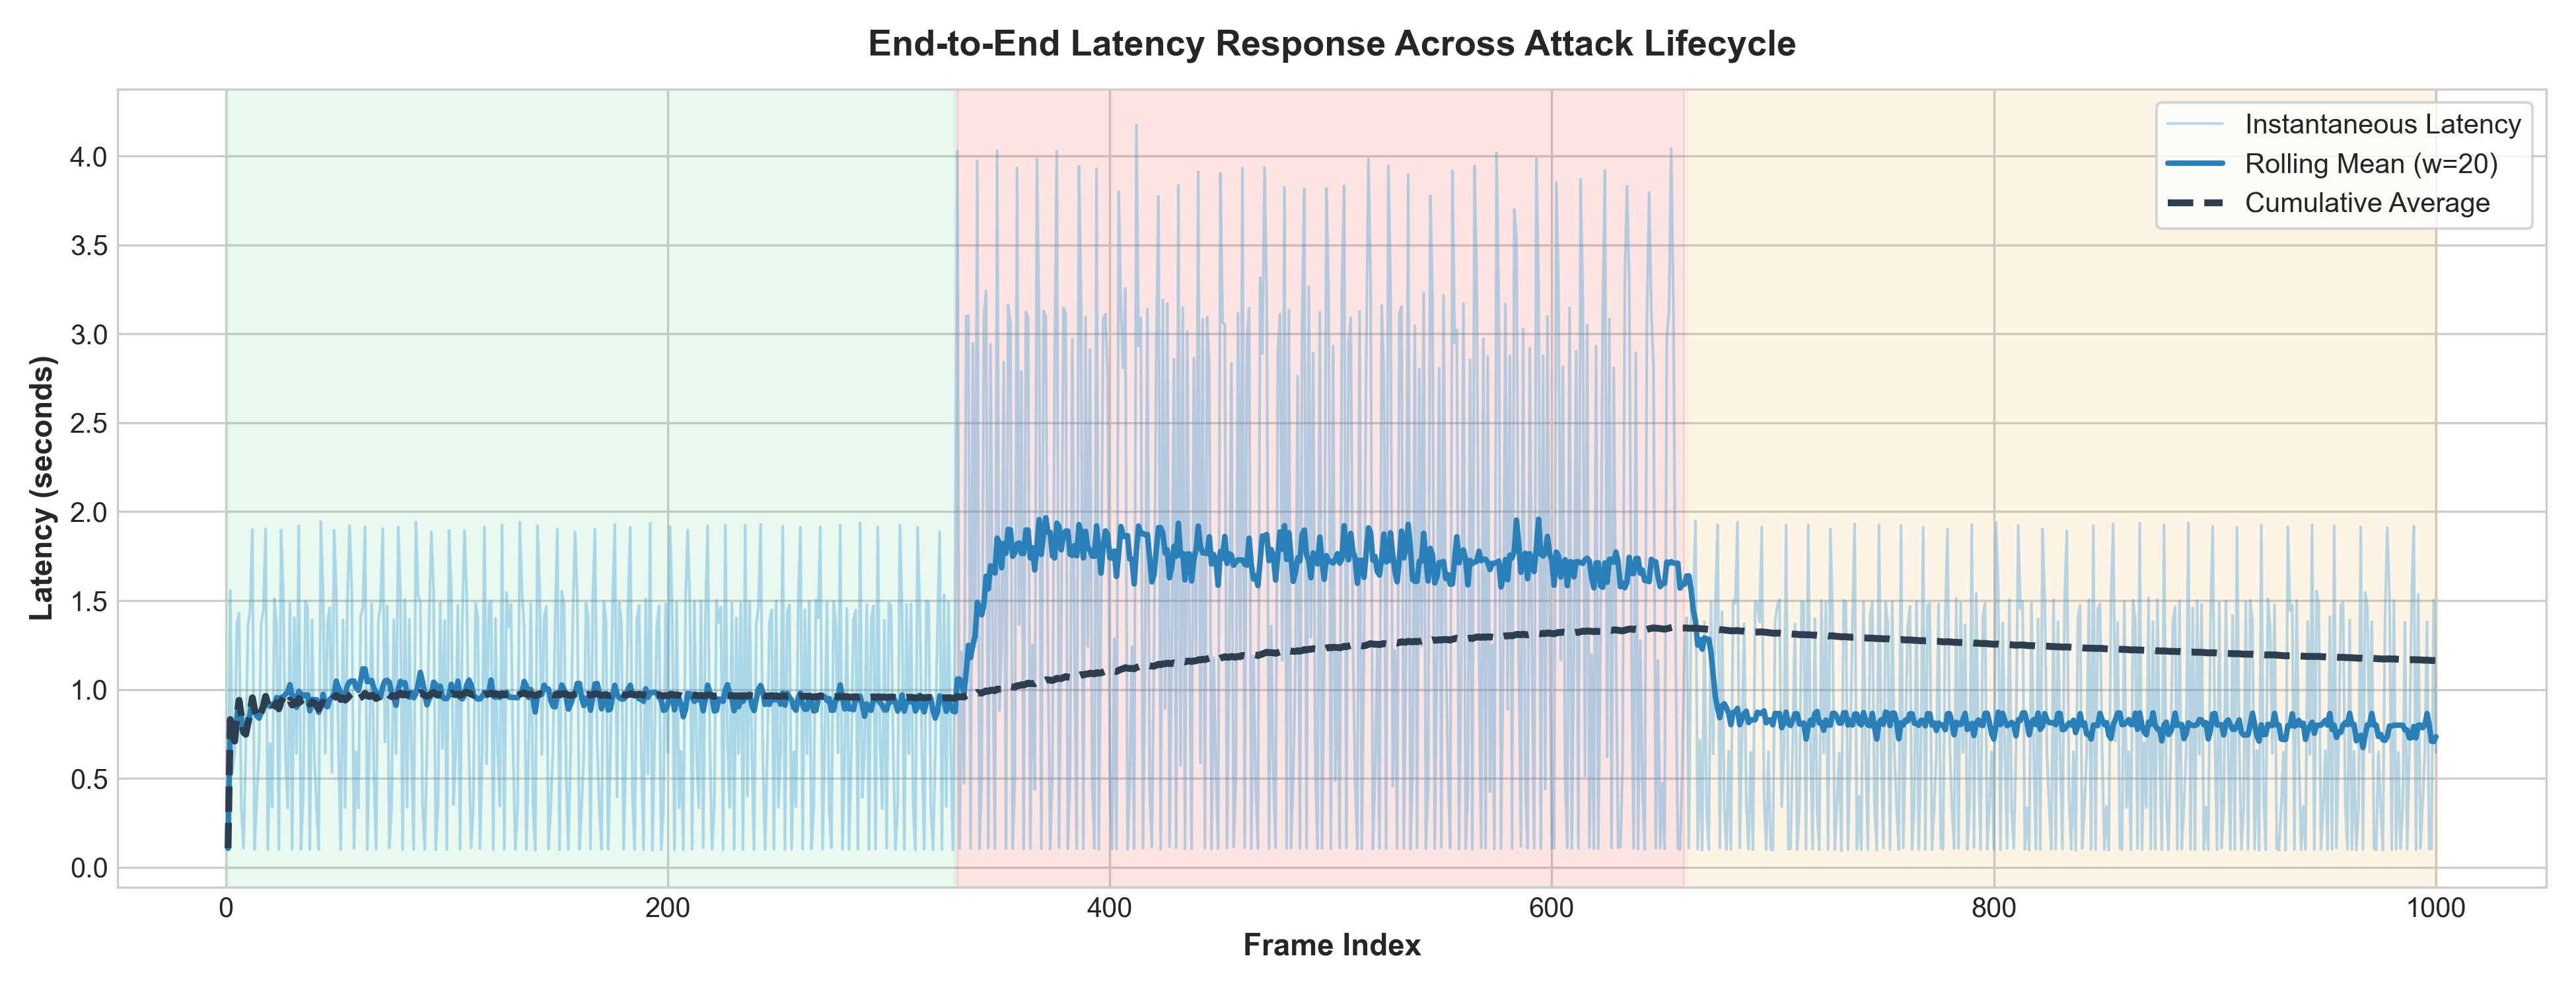 End-to-End Latency Response Across Attack Lifecycle
Instantaneous Latency
Rolling Mean (w=20)
Cumulative Average
Latency (seconds)
4.0
3.5
3.0
2.5
2.0
1.5
1.0
0.5
0.0
0 200 400 600 800 1000
Frame Index